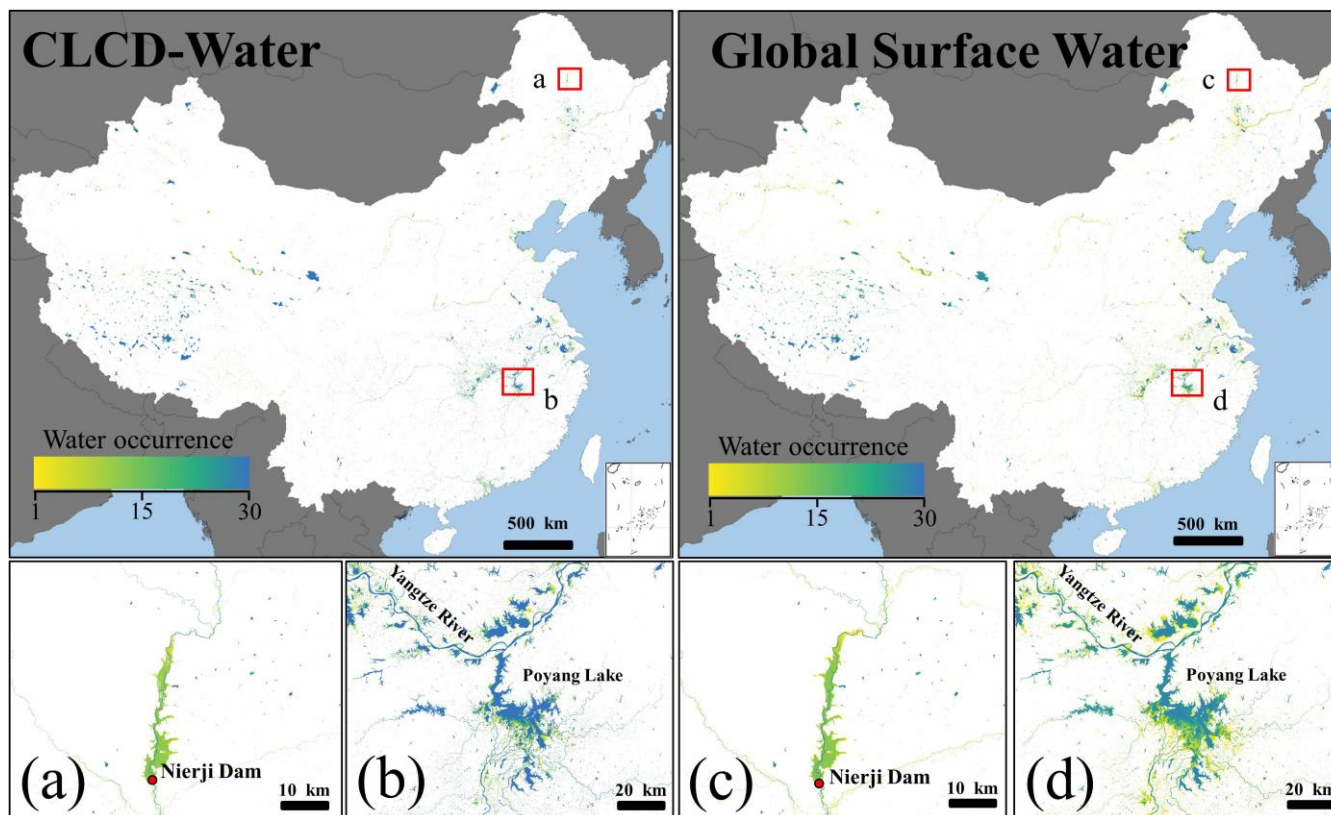 CLCD-Water
a
b
Water occurrence
1 15 30
500 km
Global Surface Water
c
d
Water occurrence
1 15 30
500 km
Nierji Dam
(a)
10 km
Yangtze River
Poyang Lake
(b)
20 km
Nierji Dam
(c)
10 km
Yangtze River
Poyang Lake
(d)
20 km